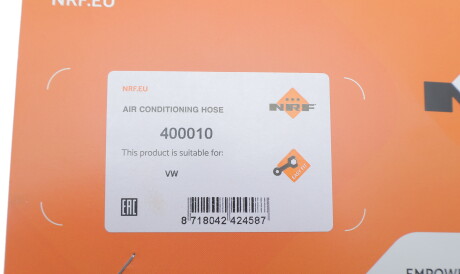 NRF.EU
NRF.EU
AIR CONDITIONING HOSE
NRF
400010
This product is suitable for:
VW
EAC
8 718042 424587